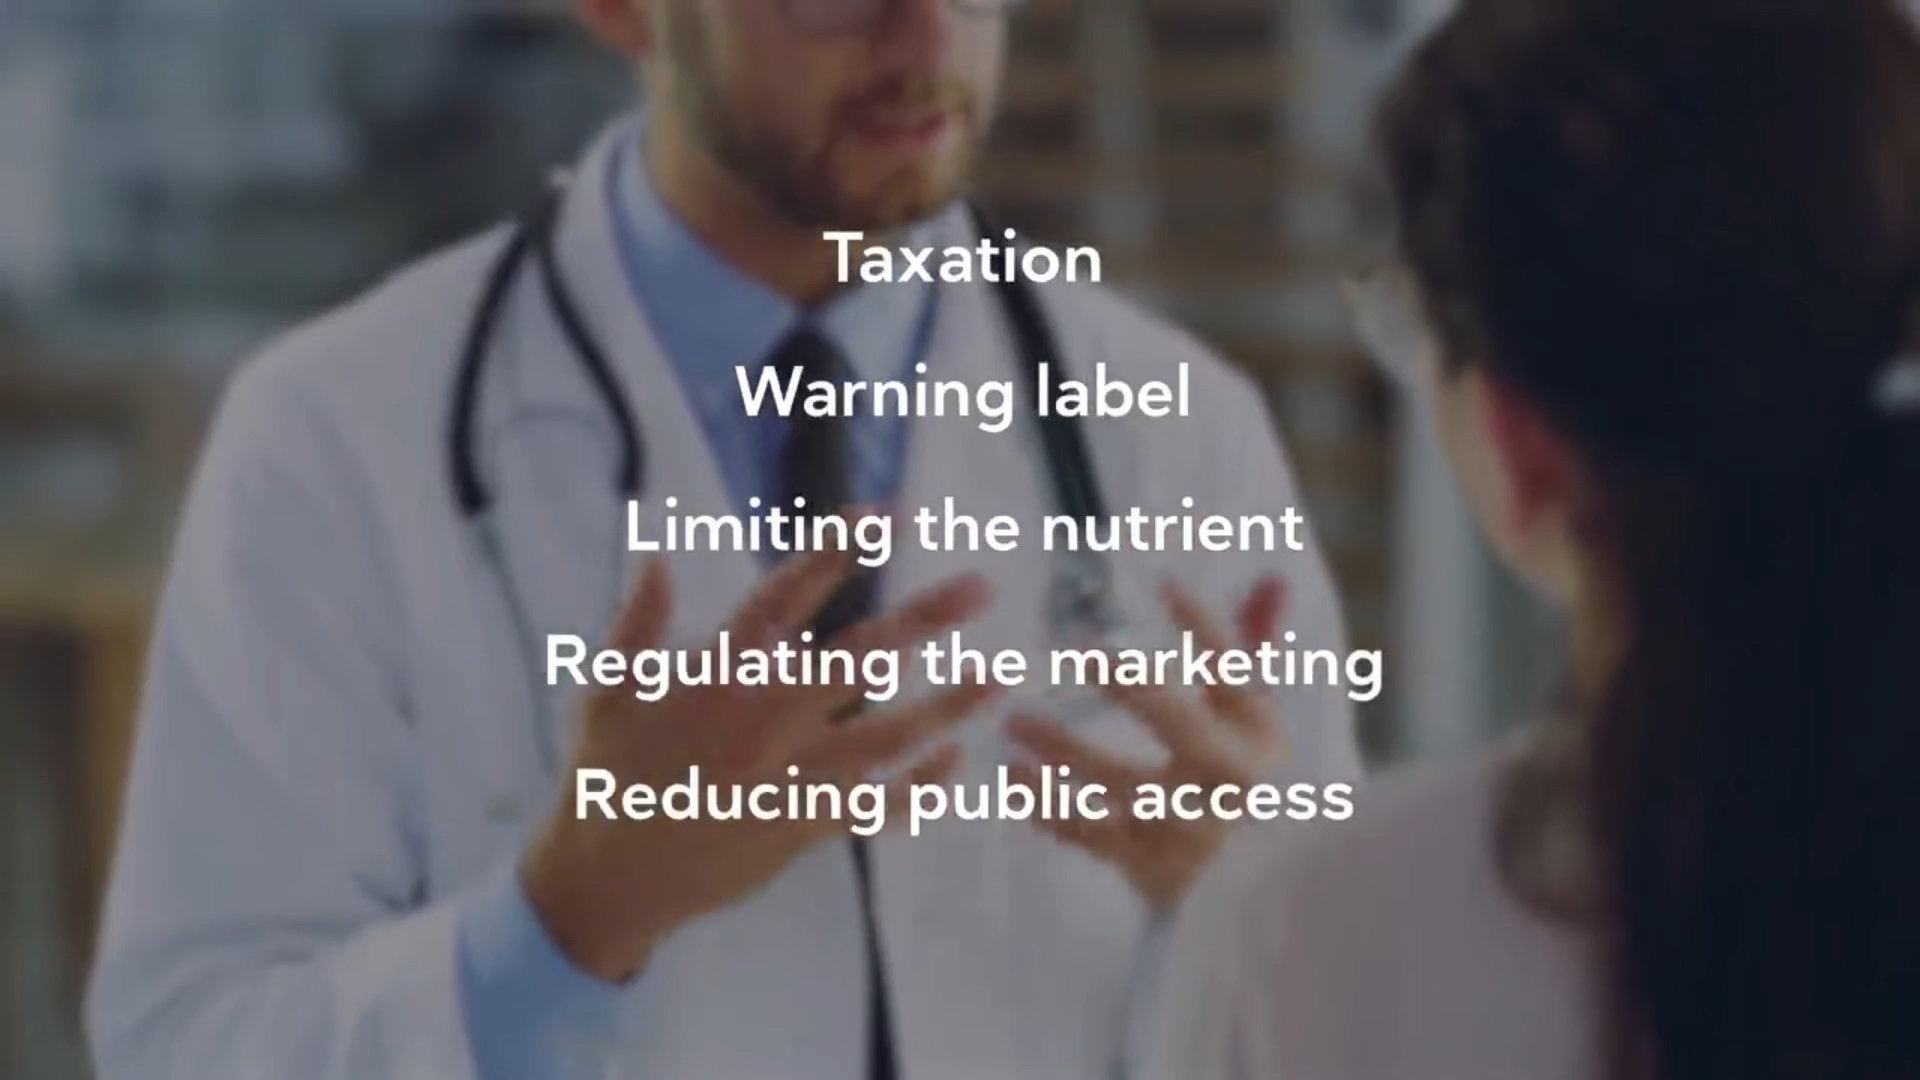 Taxation
Warning label
Limiting the nutrient
Regulating the marketing
Reducing public access